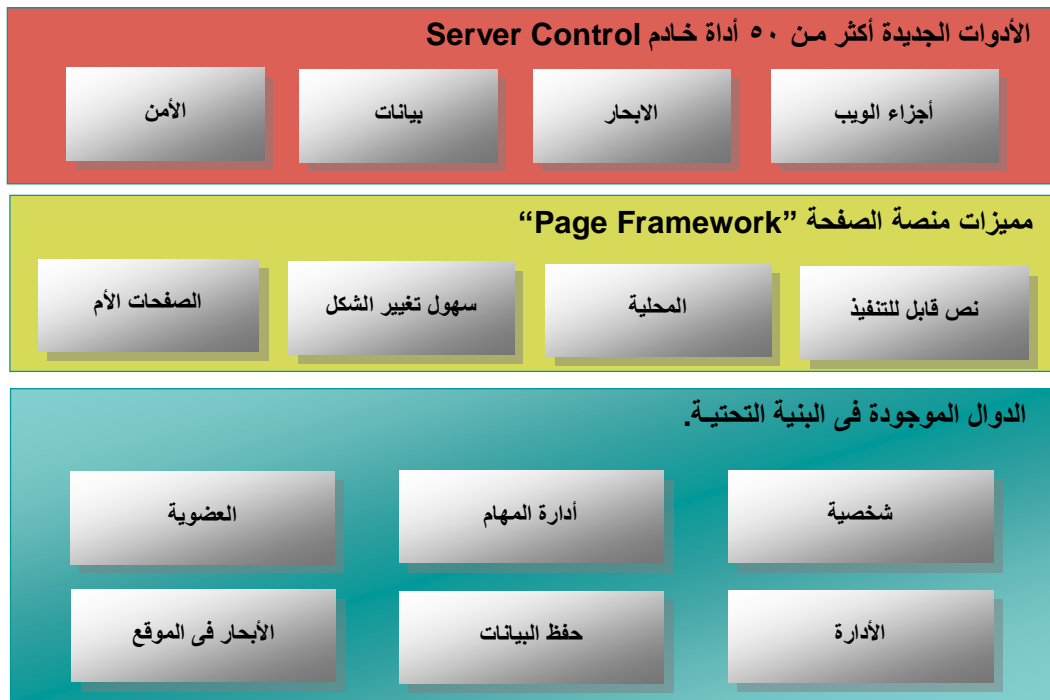 الأدوات الجديدة أكثر من ٥٠ أداة خادم Server Control
أجزاء الويب
الابحار
بيانات
الأمن
مميزات منصة الصفحة “Page Framework”
نص قابل للتنفيذ
المحلية
سهول تغيير الشكل
الصفحات الأم
الدوال الموجودة فى البنية التحتية.
شخصية
أدارة المهام
العضوية
الأدارة
حفظ البيانات
الأبحار فى الموقع